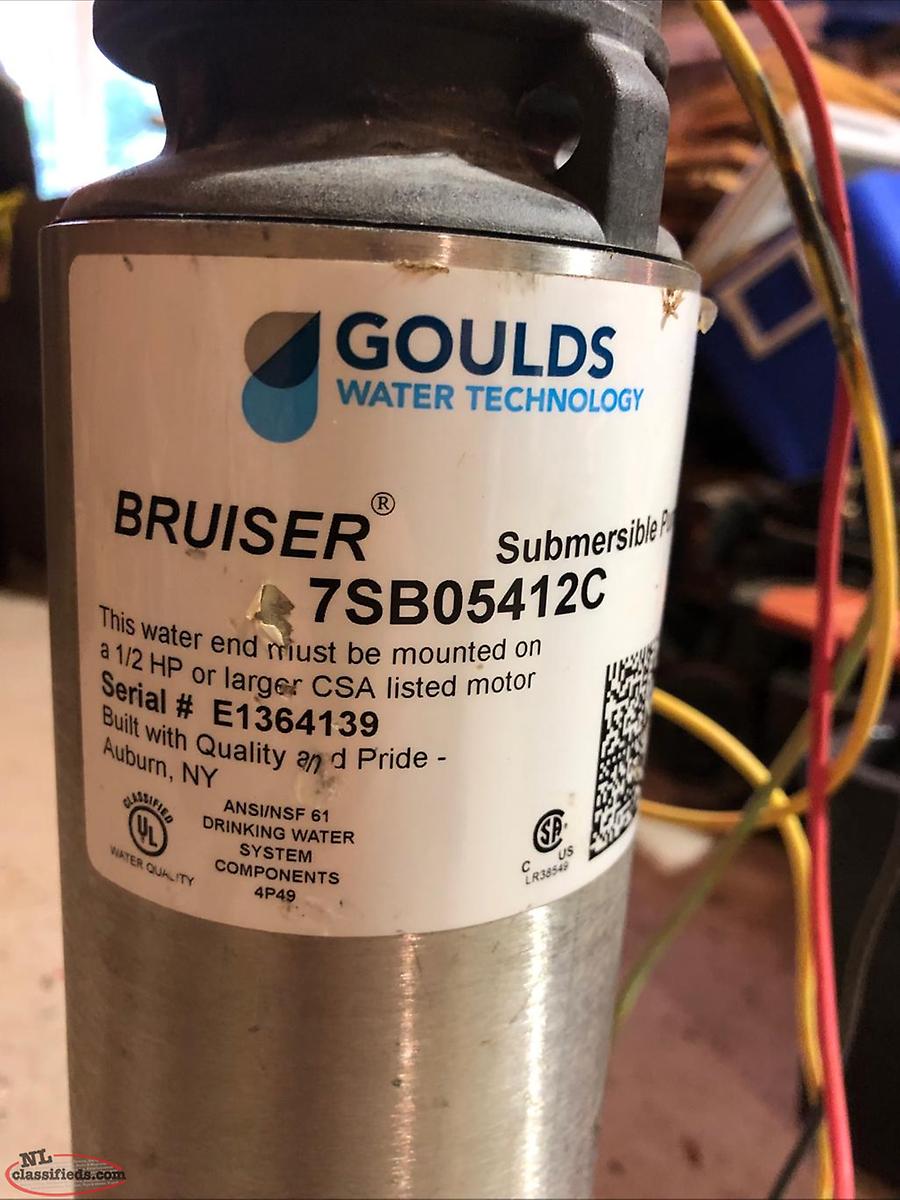 GOULDS
WATER TECHNOLOGY
BRUISER®
Submersible
7SB05412C
This water end must be mounted on
a 1/2 HP or larger CSA listed motor
Serial # E1364139
Built with Quality and Pride -
Auburn, NY
CLASSIFIED
UL
WATER QUALITY
ANSI/NSF 61
DRINKING WATER
SYSTEM
COMPONENTS
4P49
SA
C US
LR38549
NL
classifieds.com